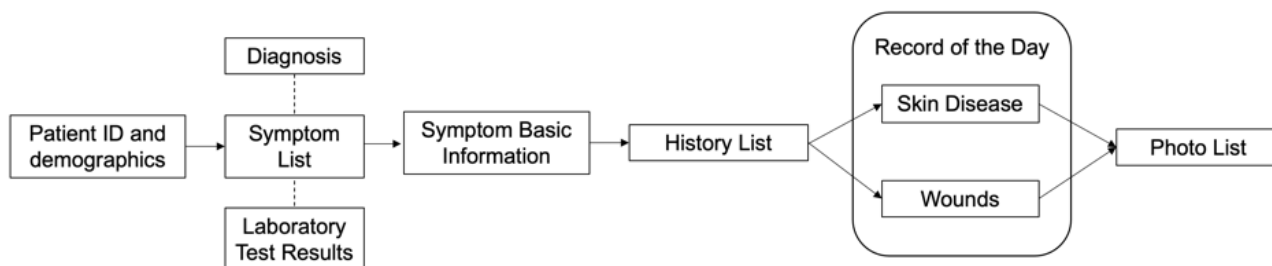 Patient ID and
demographics
Diagnosis
Symptom
List
Laboratory
Test Results
Symptom Basic
Information
History List
Record of the Day
Skin Disease
Wounds
Photo List